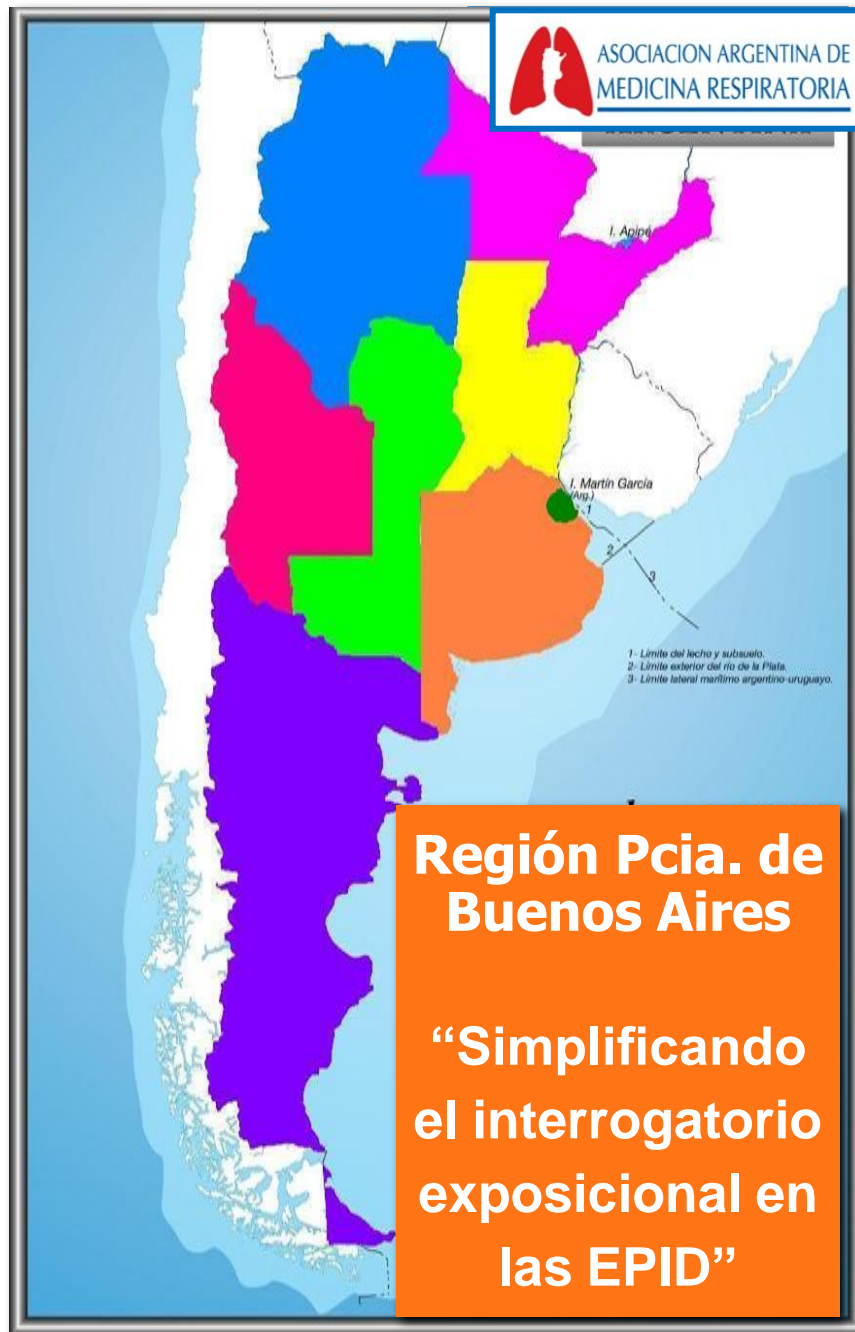 ASOCIACION ARGENTINA DE
MEDICINA RESPIRATORIA
I. Apipé
I. Martín García
(Arg.)
1
2
3
1- Límite del lecho y subsuelo.
2- Límite exterior del río de la Plata.
3- Límite lateral marítimo argentino-uruguayo.
Región Pcia. de
Buenos Aires
“Simplificando
el interrogatorio
exposicional en
las EPID”